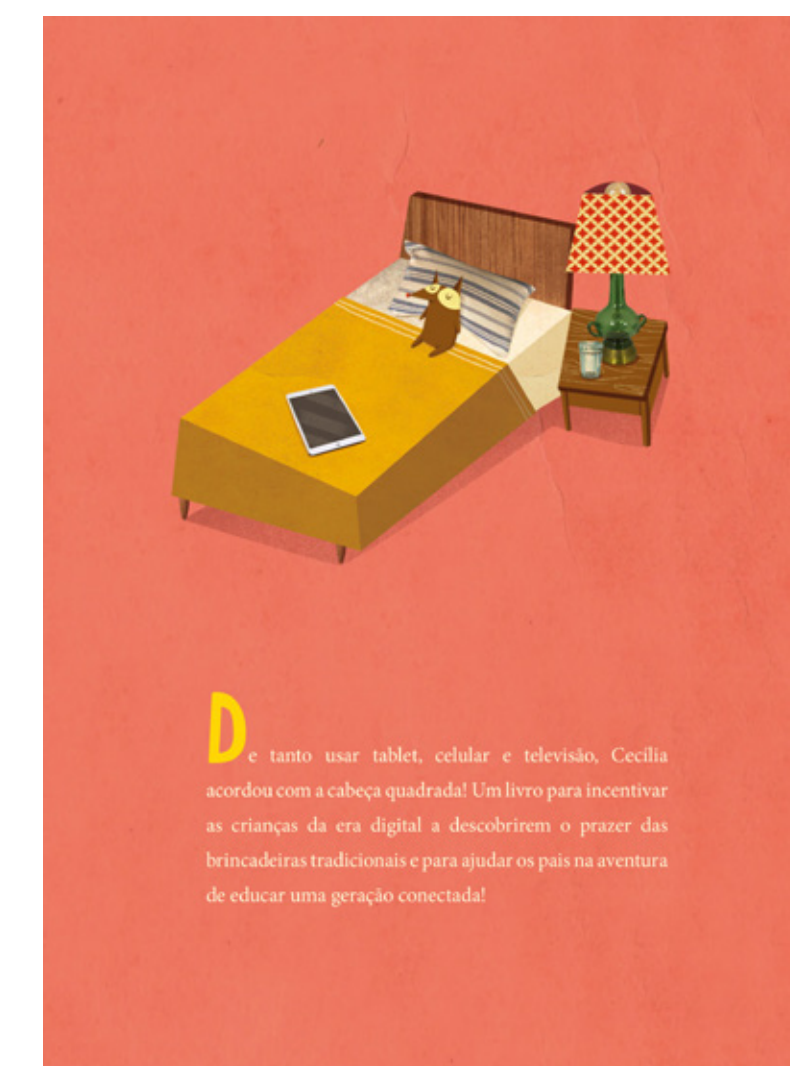 De tanto usar tablet, celular e televisão, Cecília
acordou com a cabeça quadrada! Um livro para incentivar
as crianças da era digital a descobrirem o prazer das
brincadeiras tradicionais e para ajudar os pais na aventura
de educar uma geração conectada!